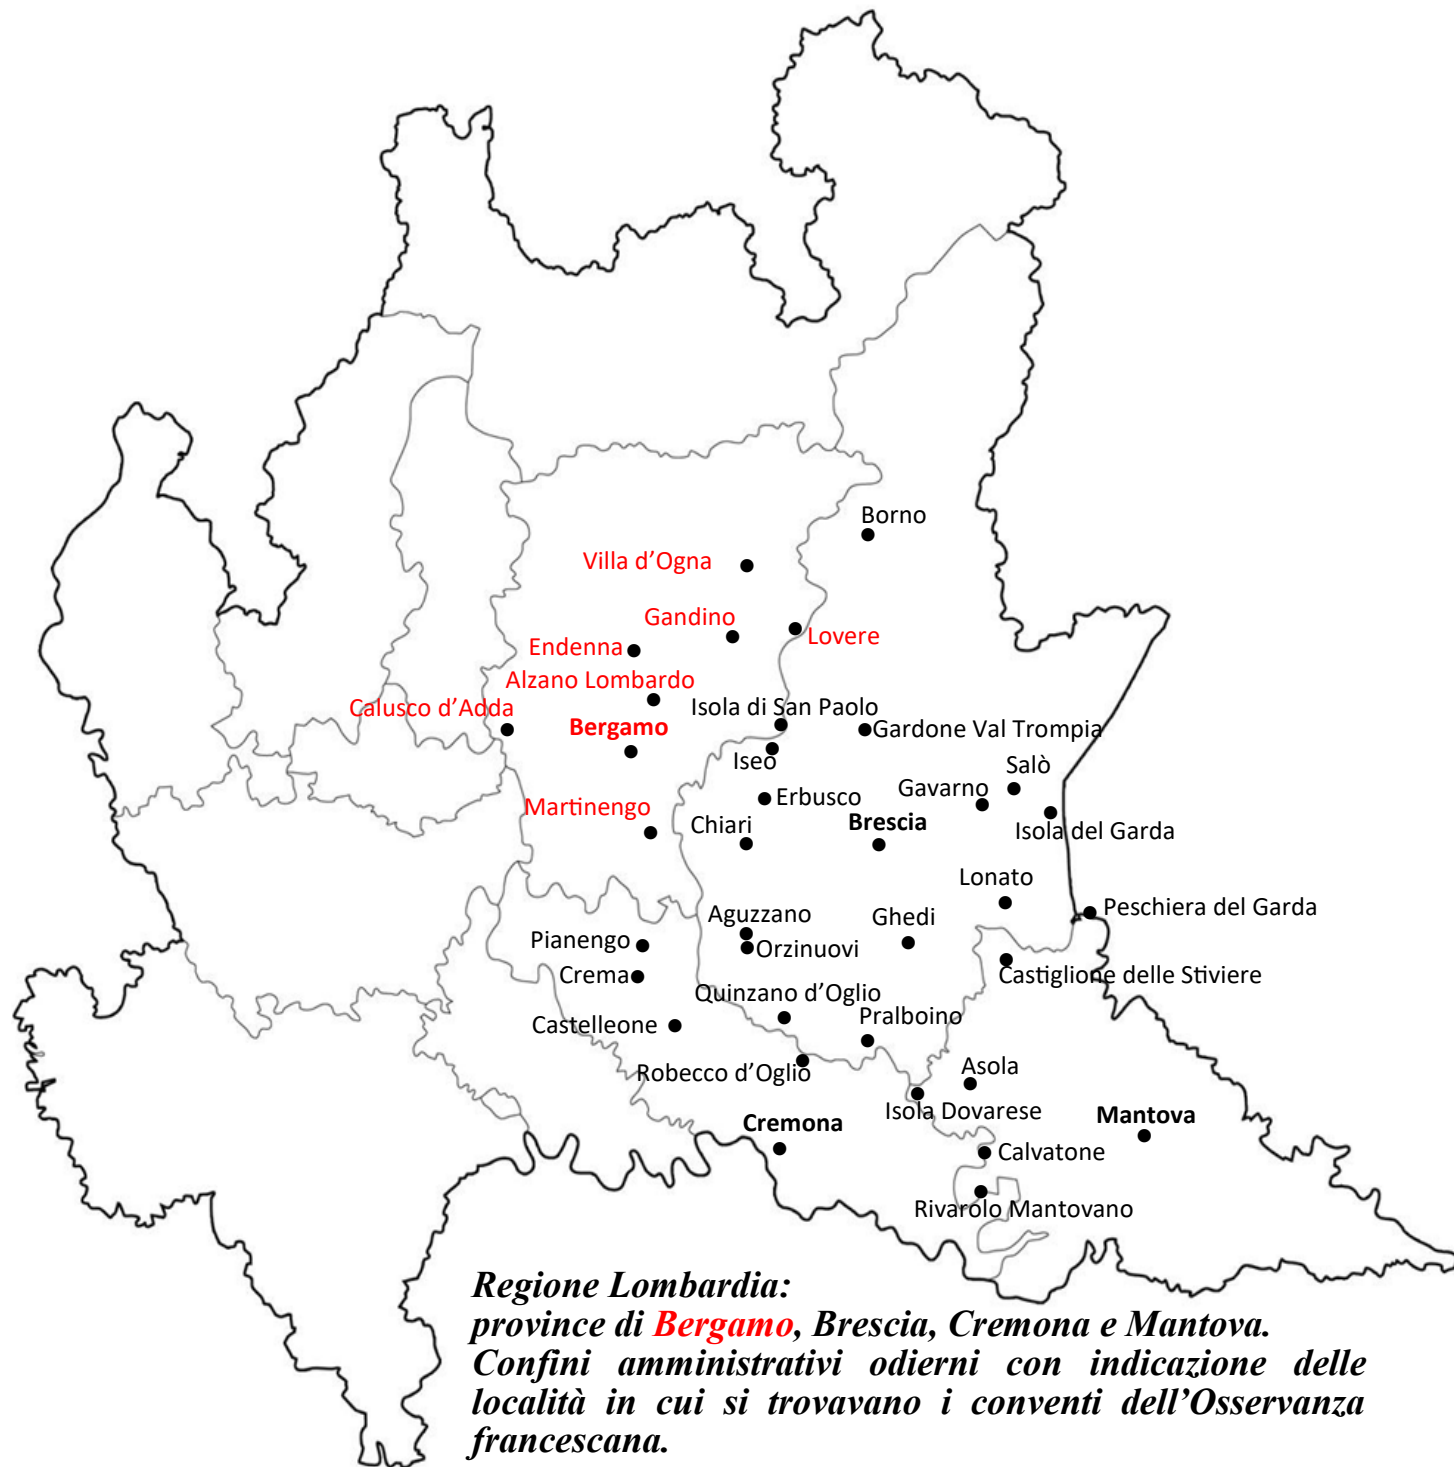 Borno
Villa d’Ogna
Gandino
Lovere
Endenna
Alzano Lombardo
Calusco d’Adda
Isola di San Paolo
Bergamo
Gardone Val Trompia
Iseo
Salò
Gavarno
Erbusco
Martinengo
Chiari
Brescia
Isola del Garda
Lonato
Peschiera del Garda
Aguzzano
Ghedi
Pianengo
Orzinuovi
Crema
Castiglione delle Stiviere
Quinzano d’Oglio
Castelleone
Pralboino
Robecco d’Oglio
Asola
Isola Dovarese
Cremona
Mantova
Calvatone
Rivarolo Mantovano
Regione Lombardia:
province di Bergamo, Brescia, Cremona e Mantova.
Confini amministrativi odierni con indicazione delle
località in cui si trovavano i conventi dell’Osservanza
francescana.